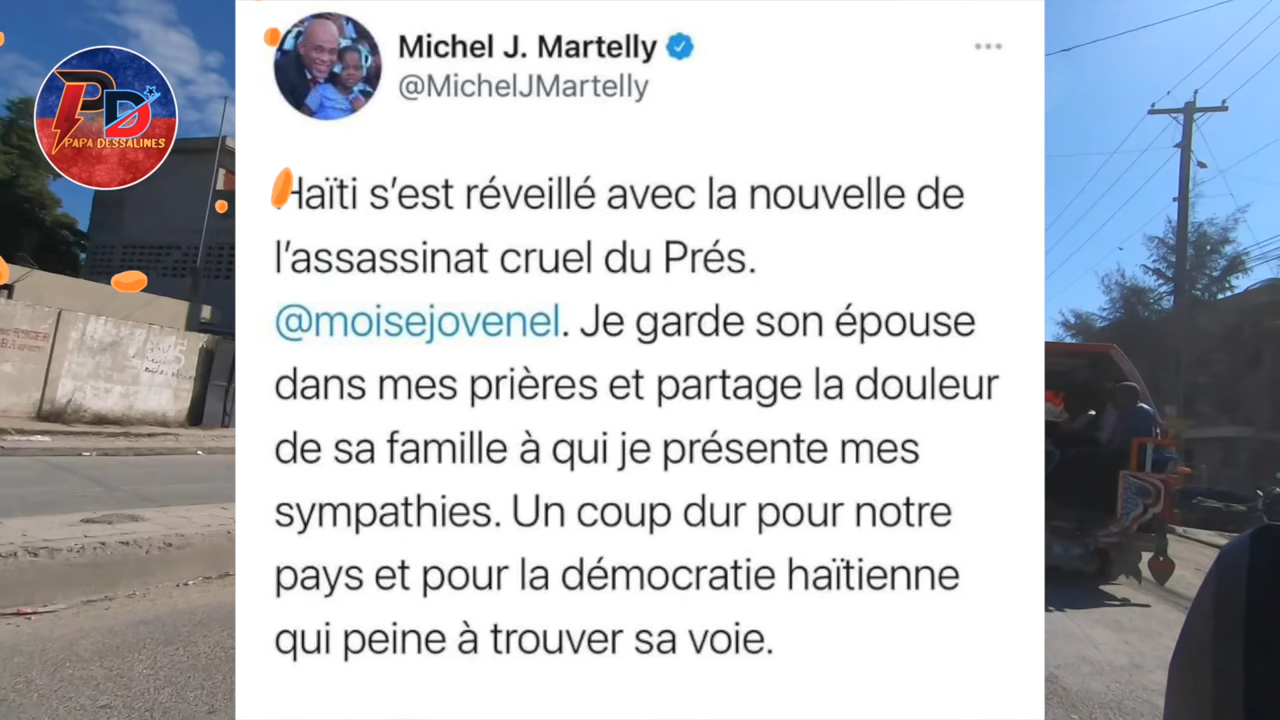 PD
PAPA DESSALINES
Michel J. Martelly
@MichelJMartelly
Haïti s’est réveillé avec la nouvelle de
l’assassinat cruel du Prés.
@moisejovenel. Je garde son épouse
dans mes prières et partage la douleur
de sa famille à qui je présente mes
sympathies. Un coup dur pour notre
pays et pour la démocratie haïtienne
qui peine à trouver sa voie.